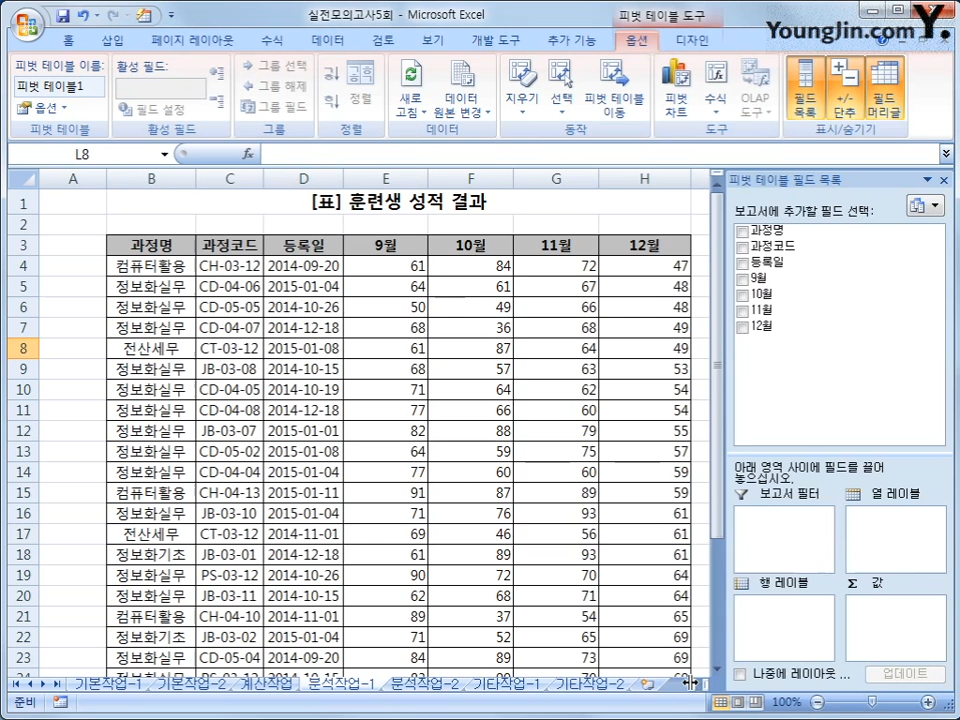 실전모의고사5회 - Microsoft Excel
피벗 테이블 도구
YoungJin.com Y.
홈 삽입 페이지 레이아웃 수식 데이터 검토 보기 개발 도구 추가 기능 옵션 디자인
피벗 테이블 이름:
피벗 테이블1
옵션
피벗 테이블
활성 필드:
필드 설정
활성 필드
그룹 선택
그룹 해제
그룹 필드
그룹
정렬
정렬
새로 고침
데이터 원본 변경
데이터
지우기
선택
피벗 테이블 이동
동작
피벗 차트
수식
OLAP 도구
도구
필드 목록
+/- 단추
필드 머리글
표시/숨기기
L8 fx
A B C D E F G H
1 [표] 훈련생 성적 결과
2
3 과정명 과정코드 등록일 9월 10월 11월 12월
4 컴퓨터활용 CH-03-12 2014-09-20 61 84 72 47
5 정보화실무 CD-04-06 2015-01-04 64 61 67 48
6 정보화실무 CD-05-05 2014-10-26 50 49 66 48
7 정보화실무 CD-04-07 2014-12-18 68 36 68 49
8 전산세무 CT-03-12 2015-01-08 61 87 64 49
9 정보화실무 JB-03-08 2014-10-15 68 57 63 53
10 정보화실무 CD-04-05 2014-10-19 71 64 62 54
11 정보화실무 CD-04-08 2014-12-18 77 66 60 54
12 정보화실무 JB-03-07 2015-01-01 82 88 79 55
13 정보화실무 CD-05-02 2015-01-08 64 59 75 57
14 정보화실무 CD-04-04 2015-01-04 77 60 60 59
15 컴퓨터활용 CH-04-13 2015-01-11 91 87 89 59
16 정보화실무 JB-03-10 2015-01-04 71 76 93 61
17 전산세무 CT-03-12 2014-11-01 69 46 56 61
18 정보화기초 JB-03-01 2014-12-18 61 89 93 61
19 정보화실무 PS-03-12 2014-10-26 90 72 70 64
20 정보화실무 JB-03-11 2014-10-15 62 68 71 64
21 컴퓨터활용 CH-04-10 2014-11-01 89 37 54 65
22 정보화기초 JB-03-02 2015-01-04 71 52 65 69
23 정보화실무 CD-05-04 2014-09-20 84 89 73 69
피벗 테이블 필드 목록
보고서에 추가할 필드 선택:
과정명
과정코드
등록일
9월
10월
11월
12월
아래 영역 사이에 필드를 끌어 놓으십시오.
보고서 필터
열 레이블
행 레이블
Σ 값
나중에 레이아웃 ... 업데이트
기본작업-1 기본작업-2 계산작업 분석작업-1 분석작업-2 기타작업-1 기타작업-2
준비 100%